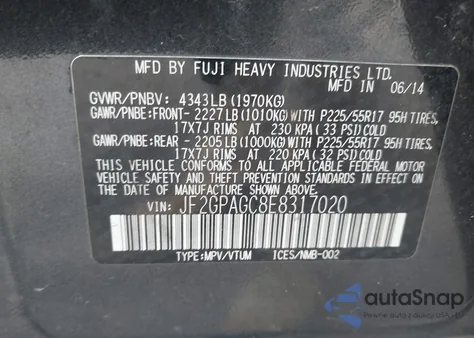 MFD BY FUJI HEAVY INDUSTRIES LTD.
MFD IN 06/14
GVWR/PNBV: 4343LB (1970KG)
GAWR/PNBE:FRONT- 2227LB (1010KG) WITH P225/55R17 95H TIRES,
17X7J RIMS AT 230 KPA ( 33 PSI) COLD
GAWR/PNBE:REAR - 2205LB (1000KG) WITH P225/55R17 95H TIRES,
17X7J RIMS AT 220 KPA ( 32 PSI) COLD
THIS VEHICLE CONFORMS TO ALL APPLICABLE FEDERAL MOTOR
VEHICLE SAFETY AND THEFT PREVENTION STANDARDS IN EFFECT
ON THE DATE OF MANUFACTURE SHOWN ABOVE.
VIN: JF2GPAGC8E8317020
TYPE:MPV/VTUM ICES/NMB-002
autoSnap